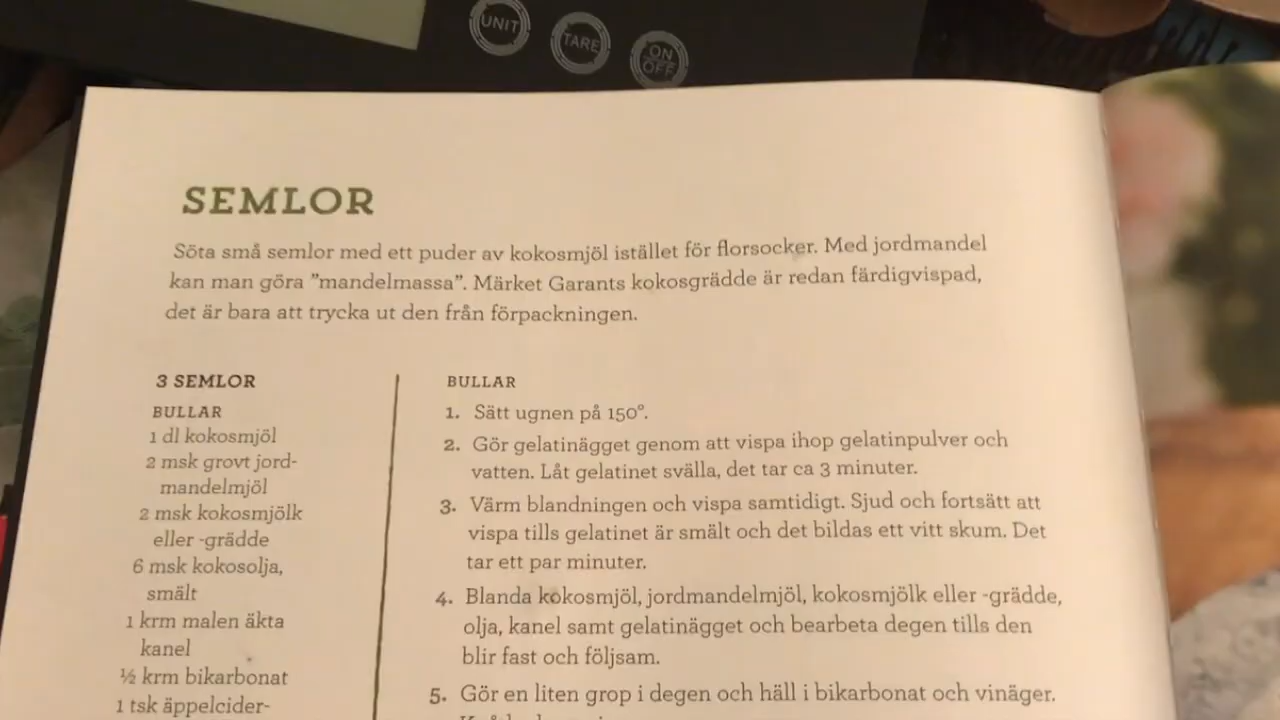 UNIT
TARE
ON
OFF
SEMLOR
Söta små semlor med ett puder av kokosmjöl istället för florsocker. Med jordmandel
kan man göra ”mandelmassa”. Märket Garants kokosgrädde är redan färdigvispad,
det är bara att trycka ut den från förpackningen.
3 SEMLOR
BULLAR
1 dl kokosmjöl
2 msk grovt jord-
mandelmjöl
2 msk kokosmjölk
eller -grädde
6 msk kokosolja,
smält
1 krm malen äkta
kanel
½ krm bikarbonat
1 tsk äppelcider-
BULLAR
1. Sätt ugnen på 150°.
2. Gör gelatinägget genom att vispa ihop gelatinpulver och
vatten. Låt gelatinet svälla, det tar ca 3 minuter.
3. Värm blandningen och vispa samtidigt. Sjud och fortsätt att
vispa tills gelatinet är smält och det bildas ett vitt skum. Det
tar ett par minuter.
4. Blanda kokosmjöl, jordmandelmjöl, kokosmjölk eller -grädde,
olja, kanel samt gelatinägget och bearbeta degen tills den
blir fast och följsam.
5. Gör en liten grop i degen och häll i bikarbonat och vinäger.